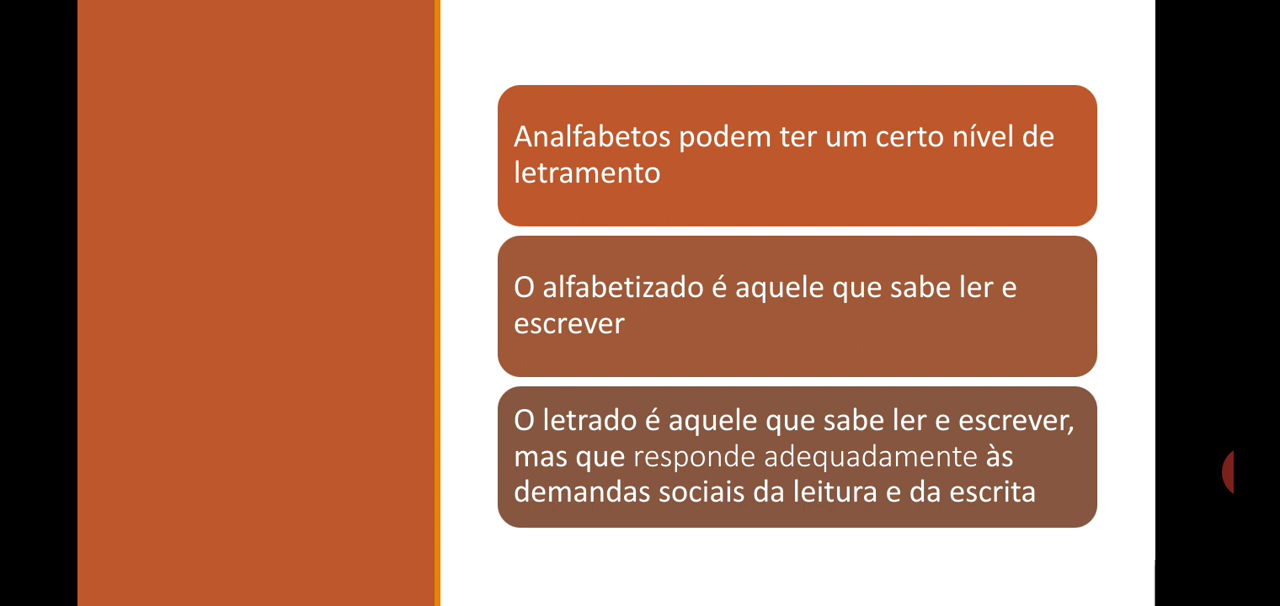 Analfabetos podem ter um certo nível de
letramento
O alfabetizado é aquele que sabe ler e
escrever
O letrado é aquele que sabe ler e escrever,
mas que responde adequadamente às
demandas sociais da leitura e da escrita